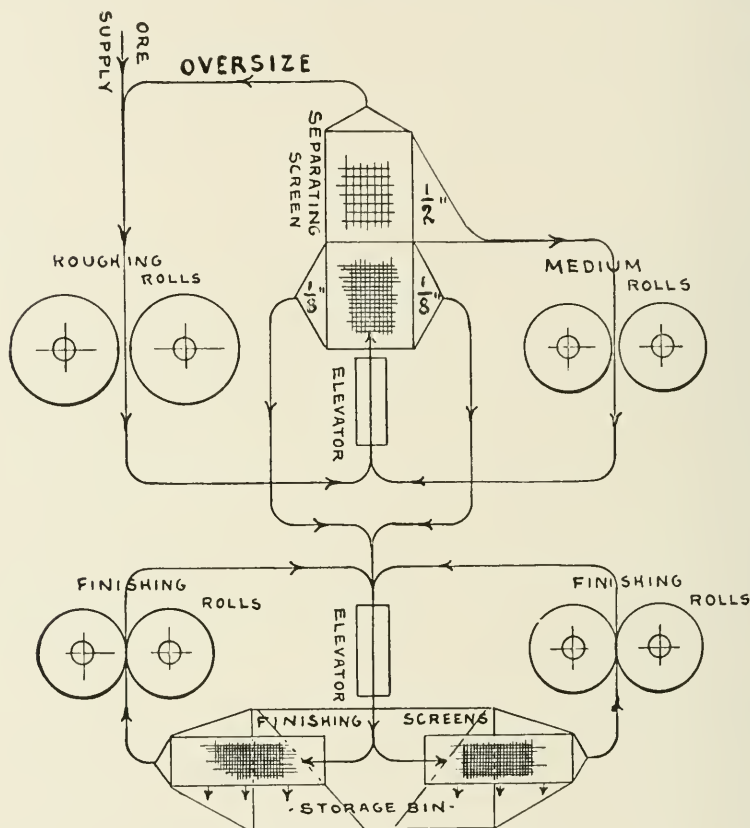 ORE
SUPPLY
OVERSIZE
SEPARATING
SCREEN
1/2"
ROUGHING
ROLLS
1/8"
1/8"
MEDIUM
ROLLS
ELEVATOR
FINISHING
ROLLS
ELEVATOR
FINISHING
ROLLS
FINISHING SCREENS
-STORAGE BIN-